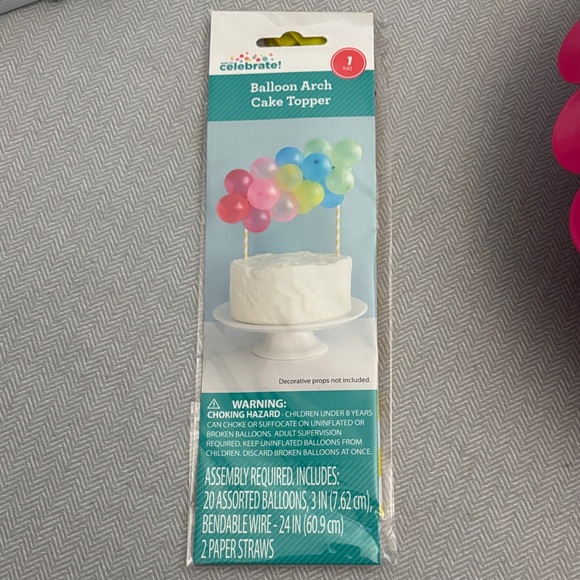 celebrate!
1
SET
Balloon Arch
Cake Topper
Decorative props not included.
WARNING:
CHOKING HAZARD - CHILDREN UNDER 8 YEARS
CAN CHOKE OR SUFFOCATE ON UNINFLATED OR
BROKEN BALLOONS. ADULT SUPERVISION
REQUIRED. KEEP UNINFLATED BALLOONS FROM
CHILDREN. DISCARD BROKEN BALLOONS AT ONCE.
ASSEMBLY REQUIRED. INCLUDES:
20 ASSORTED BALLOONS, 3 IN (7.62 cm),
BENDABLE WIRE - 24 IN (60.9 cm)
2 PAPER STRAWS